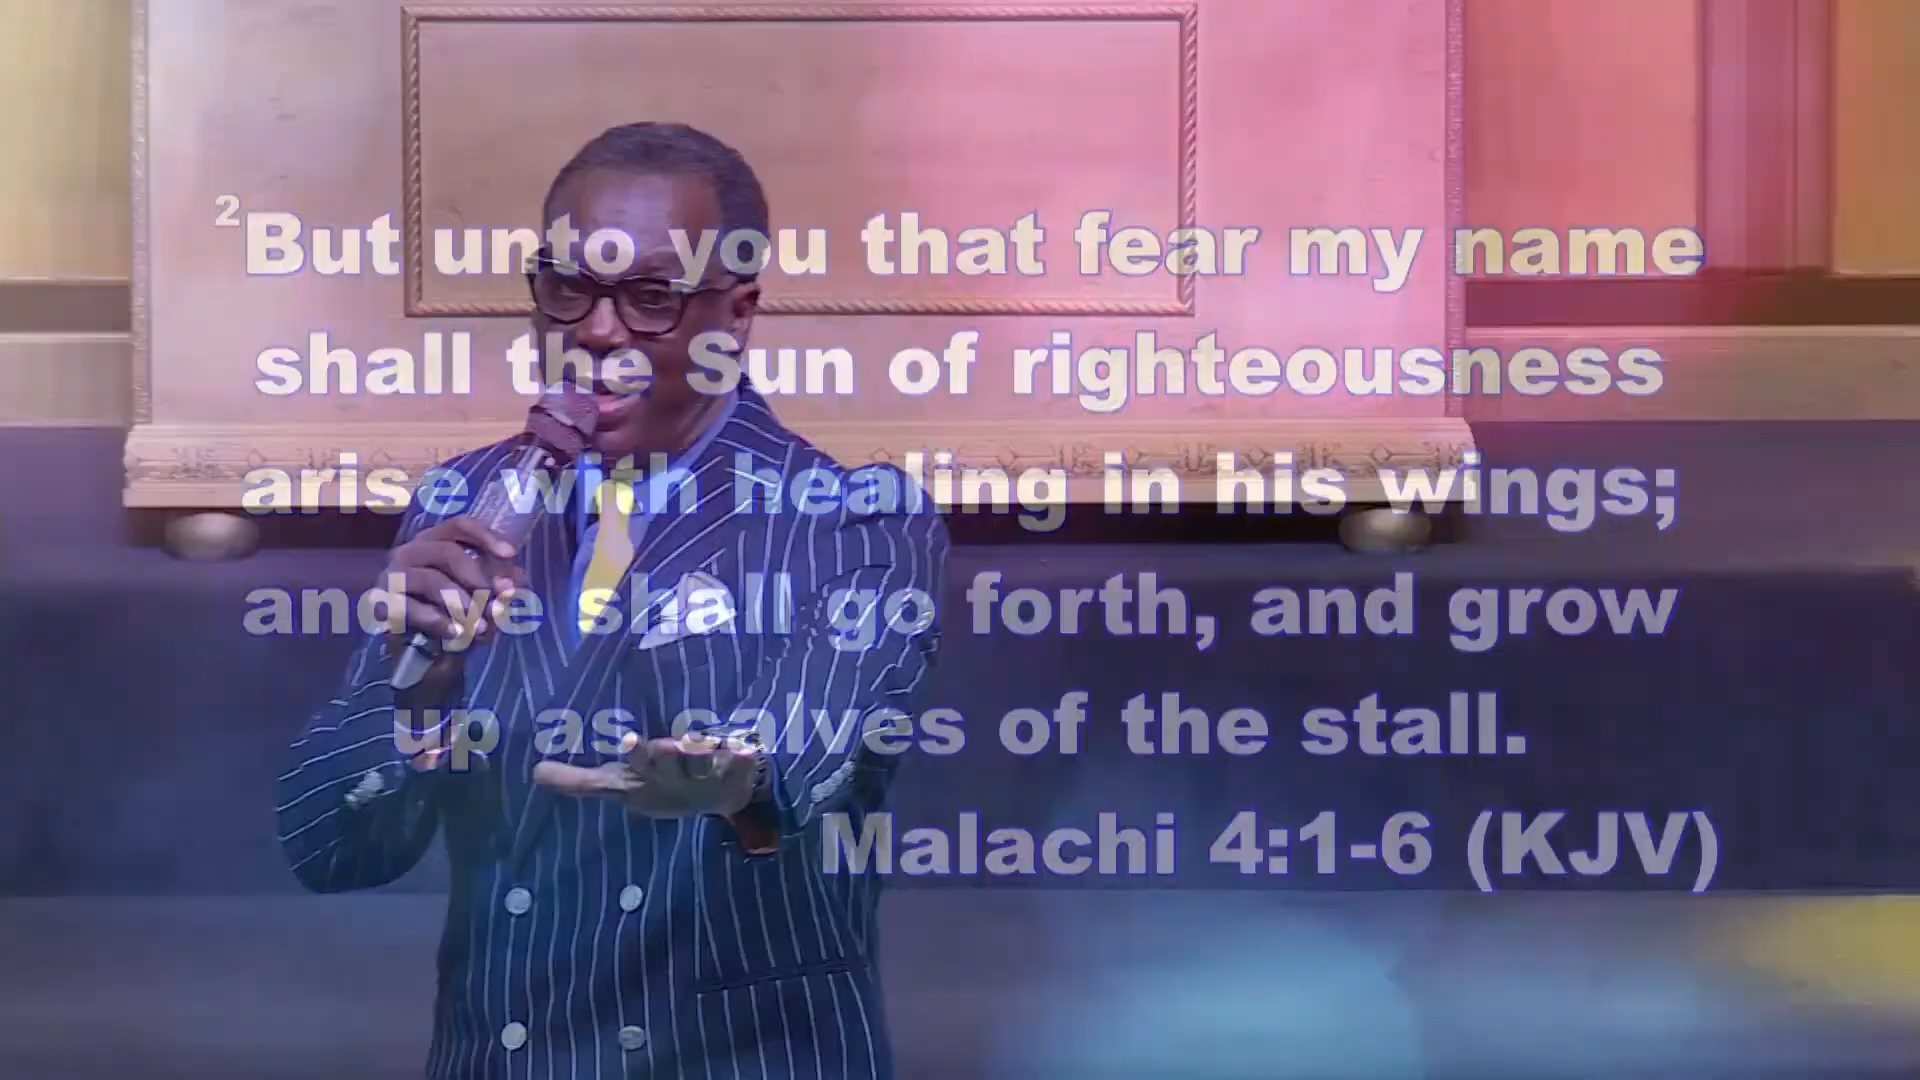 2But unto you that fear my name
shall the Sun of righteousness
arise with healing in his wings;
and ye shall go forth, and grow
up as calves of the stall.
Malachi 4:1-6 (KJV)